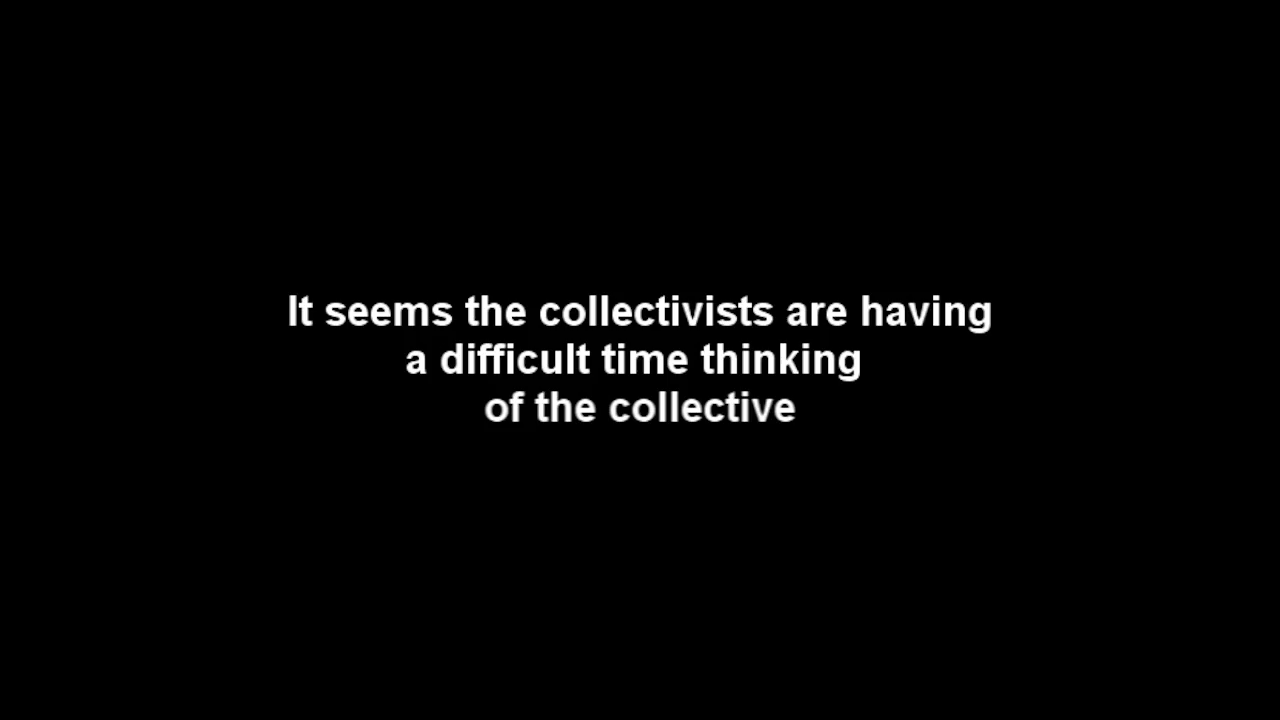 It seems the collectivists are having
a difficult time thinking
of the collective